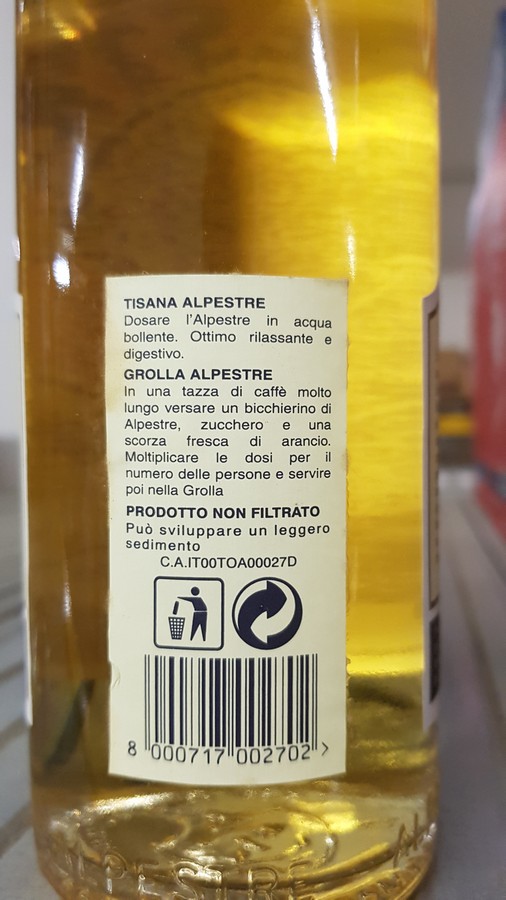 TISANA ALPESTRE
Dosare l'Alpestre in acqua
bollente. Ottimo rilassante e
digestivo.
GROLLA ALPESTRE
In una tazza di caffè molto
lungo versare un bicchierino di
Alpestre, zucchero e una
scorza fresca di arancio.
Moltiplicare le dosi per il
numero delle persone e servire
poi nella Grolla
PRODOTTO NON FILTRATO
Può sviluppare un leggero
sedimento
C.A.IT00TOA00027D
8 000717 002702 >
ALPESTRE